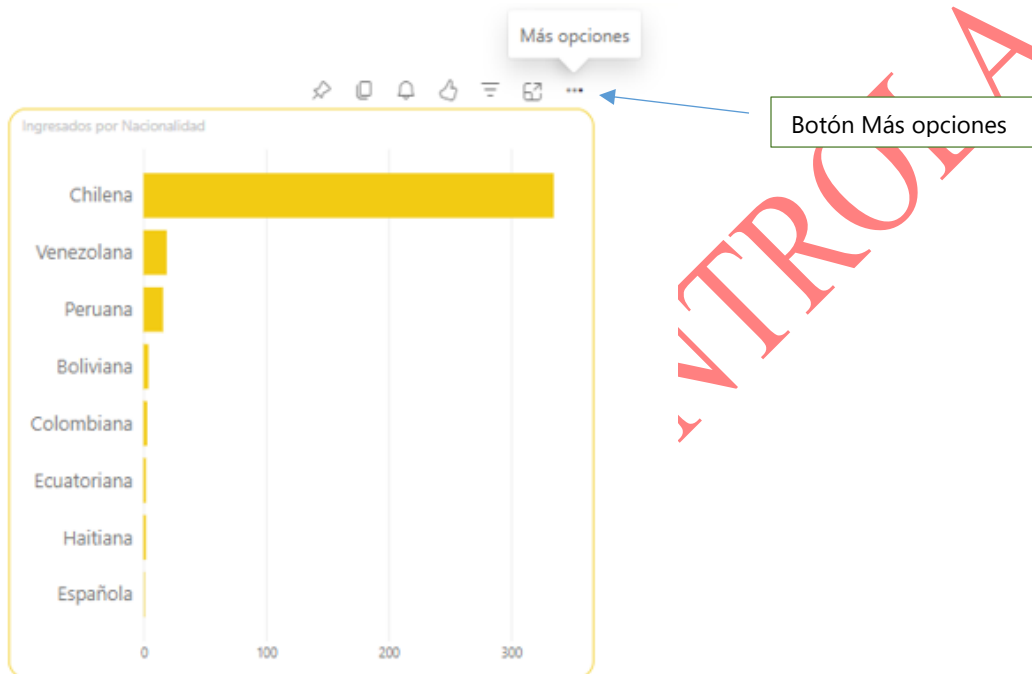 Más opciones
Botón Más opciones
Ingresados por Nacionalidad
Chilena
Venezolana
Peruana
Boliviana
Colombiana
Ecuatoriana
Haitiana
Española
0 100 200 300